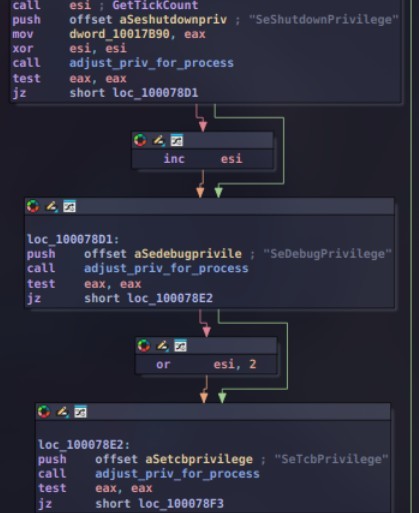 call    esi ; GetTickCount
push    offset aSeshutdownpriv ; "SeShutdownPrivilege"
mov     dword_10017B90, eax
xor     esi, esi
call    adjust_priv_for_process
test    eax, eax
jz      short loc_100078D1
inc     esi
loc_100078D1:
push    offset aSedebugprivile ; "SeDebugPrivilege"
call    adjust_priv_for_process
test    eax, eax
jz      short loc_100078E2
or      esi, 2
loc_100078E2:
push    offset aSetcbprivilege ; "SeTcbPrivilege"
call    adjust_priv_for_process
test    eax, eax
jz      short loc_100078F3